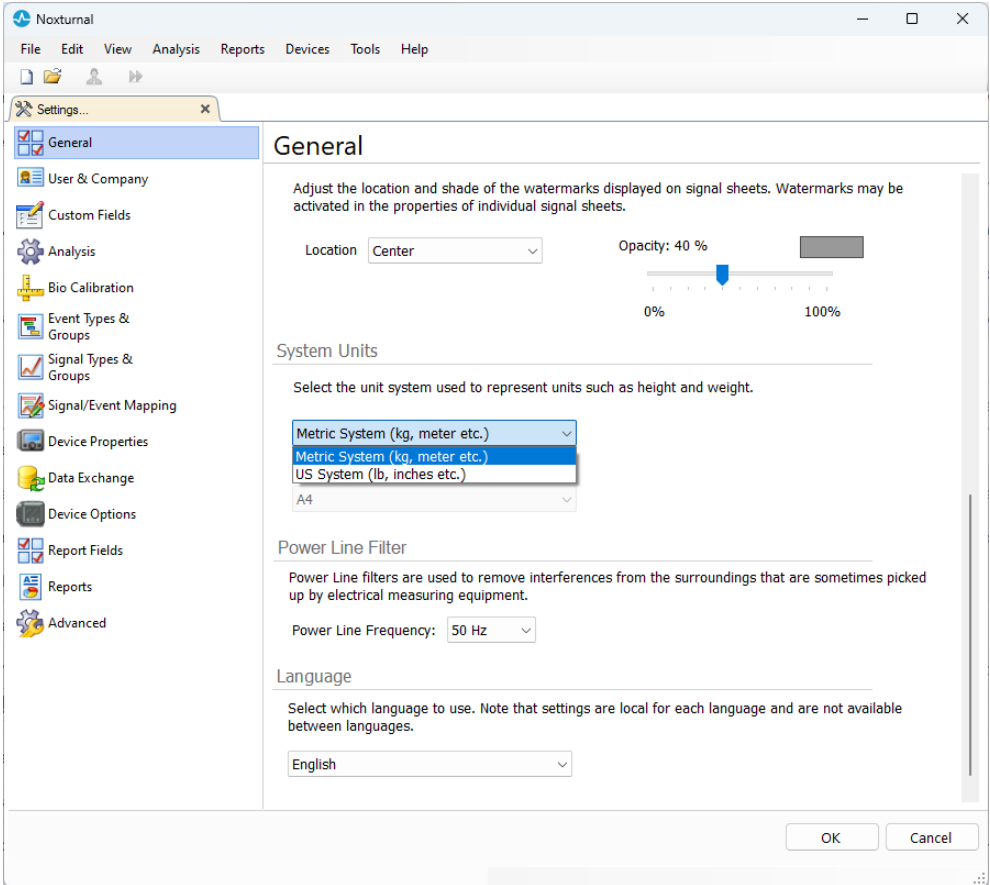 Noxturnal
File Edit View Analysis Reports Devices Tools Help
Settings...
General
User & Company
Custom Fields
Analysis
Bio Calibration
Event Types &
Groups
Signal Types &
Groups
Signal/Event Mapping
Device Properties
Data Exchange
Device Options
Report Fields
Reports
Advanced
General
Adjust the location and shade of the watermarks displayed on signal sheets. Watermarks may be
activated in the properties of individual signal sheets.
Location Center
Opacity: 40 %
0% 100%
System Units
Select the unit system used to represent units such as height and weight.
Metric System (kg, meter etc.)
Metric System (kg, meter etc.)
US System (lb, inches etc.)
A4
Power Line Filter
Power Line filters are used to remove interferences from the surroundings that are sometimes picked
up by electrical measuring equipment.
Power Line Frequency: 50 Hz
Language
Select which language to use. Note that settings are local for each language and are not available
between languages.
English
OK Cancel